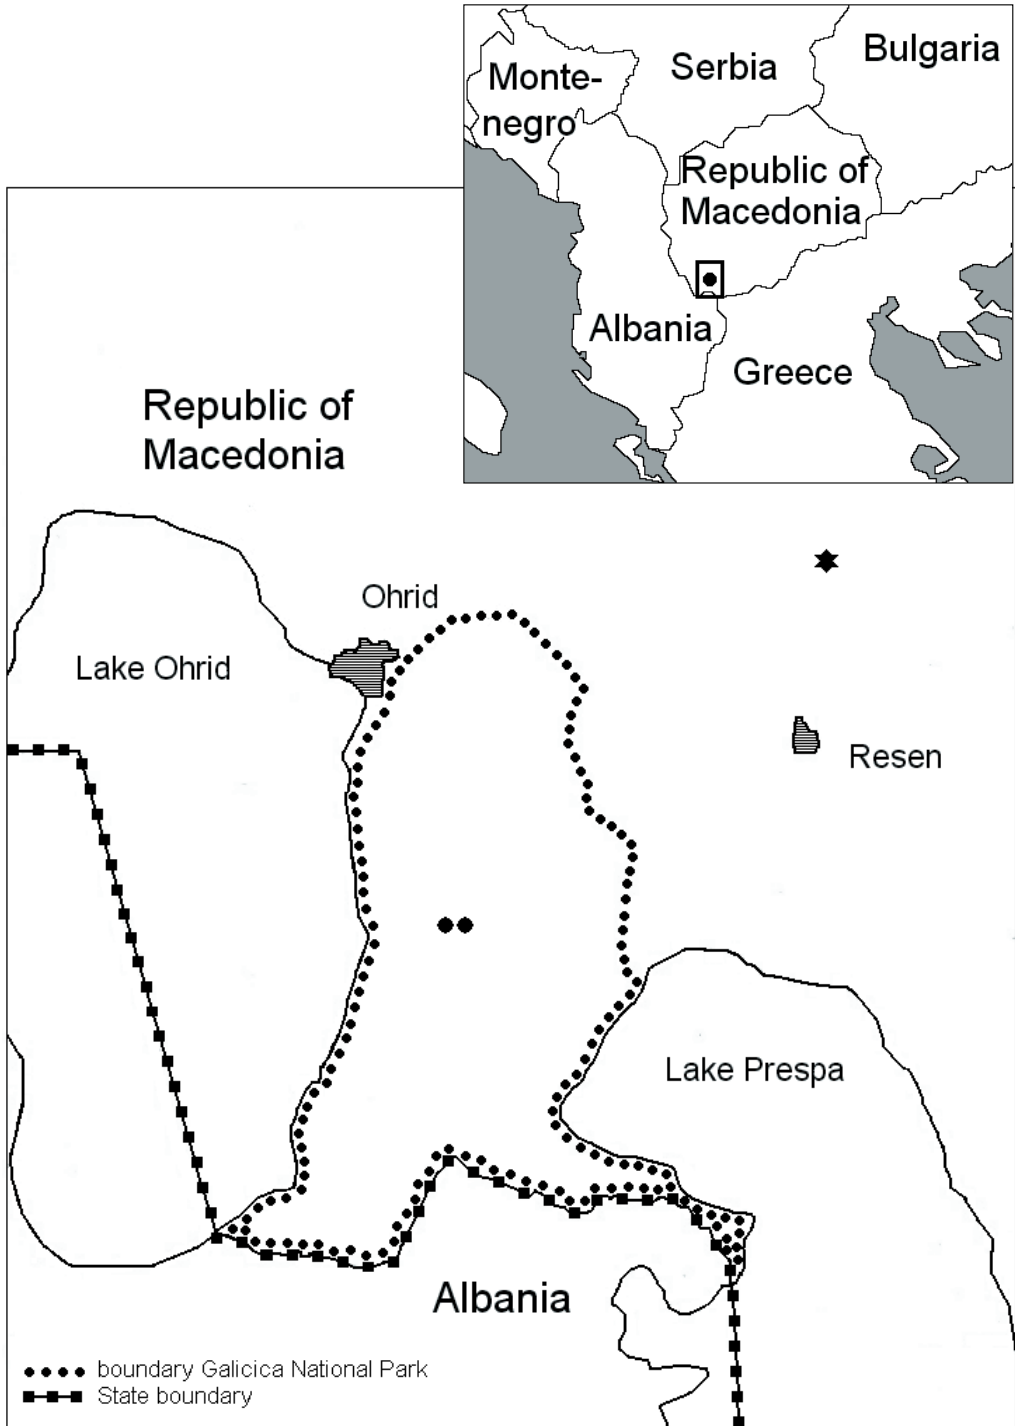 Monte-
negro
Serbia
Bulgaria
Republic of
Macedonia
Albania
Greece
Republic of
Macedonia
Ohrid
Lake Ohrid
Resen
Lake Prespa
Albania
boundary Galicica National Park
State boundary